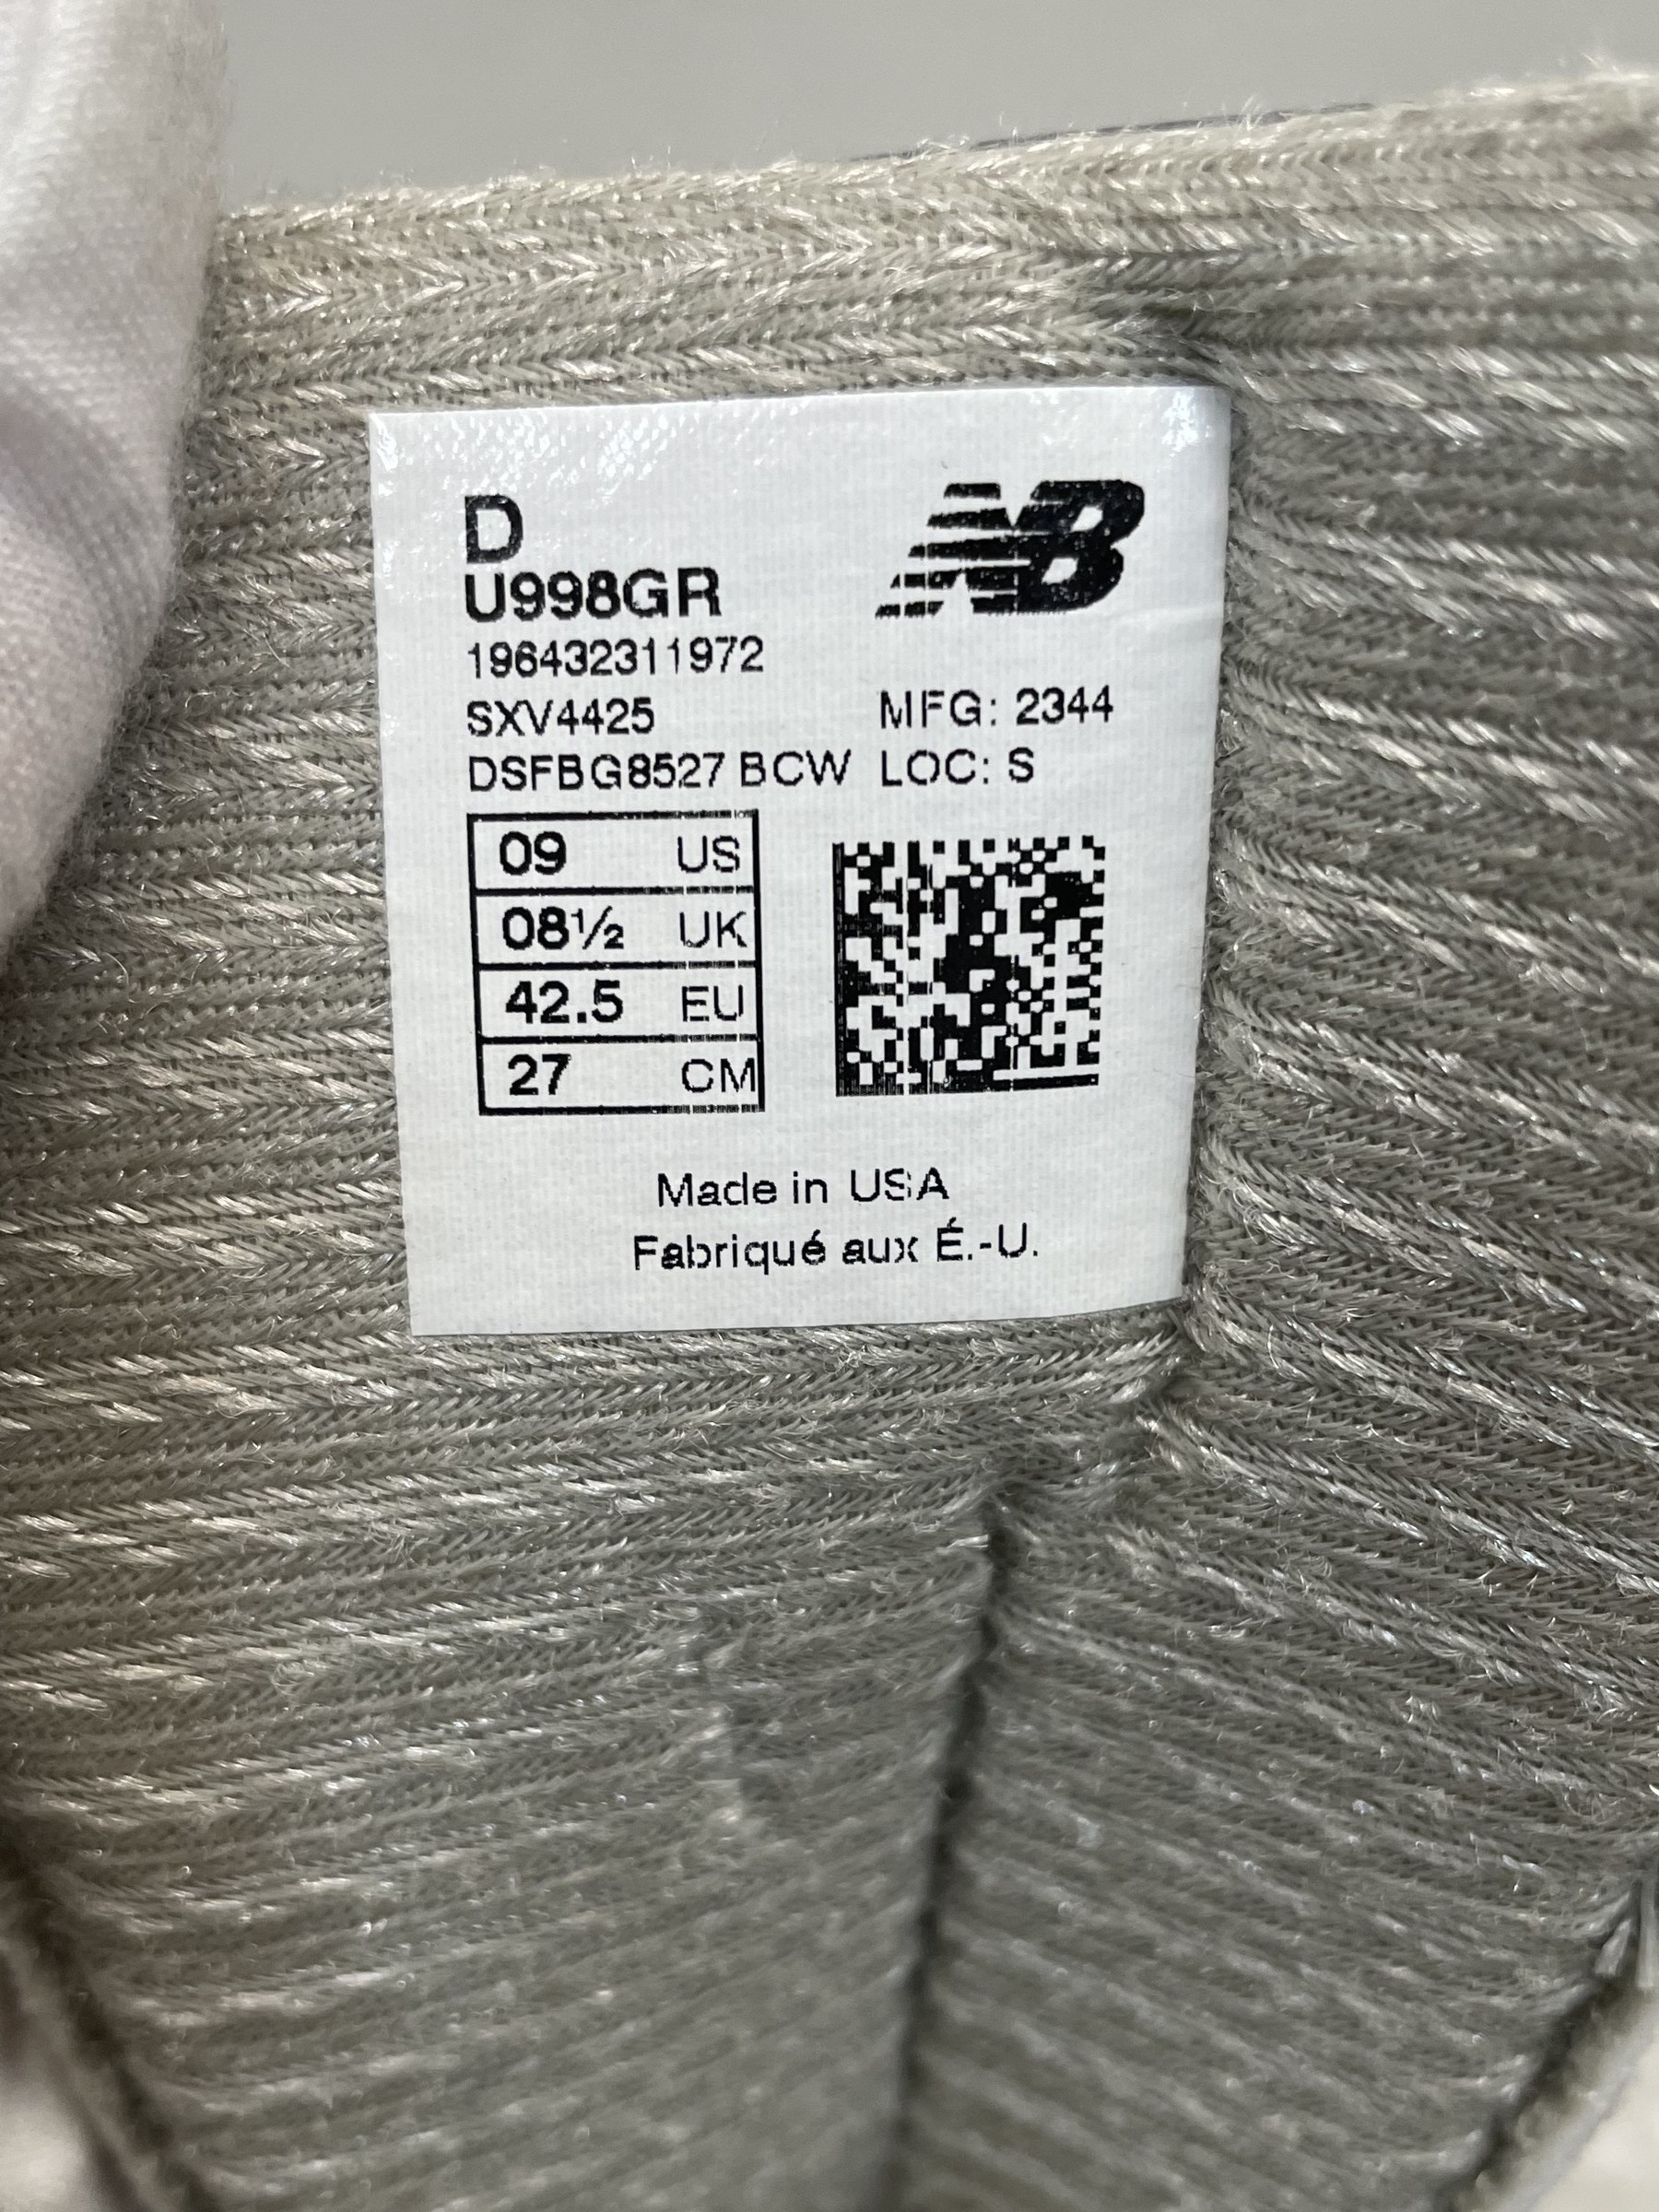 D
NB
U998GR
196432311972
SXV4425 MFG: 2344
DSFBG8527 BCW LOC: S
09 US
08½ UK
42.5 EU
27 CM
Made in USA
Fabriqué aux É.-U.